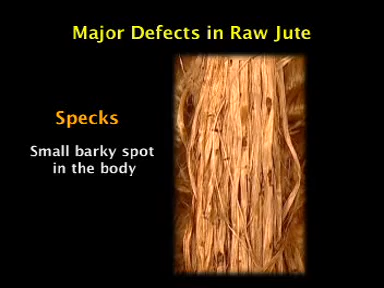 Major Defects in Raw Jute
Specks
Small barky spot
in the body